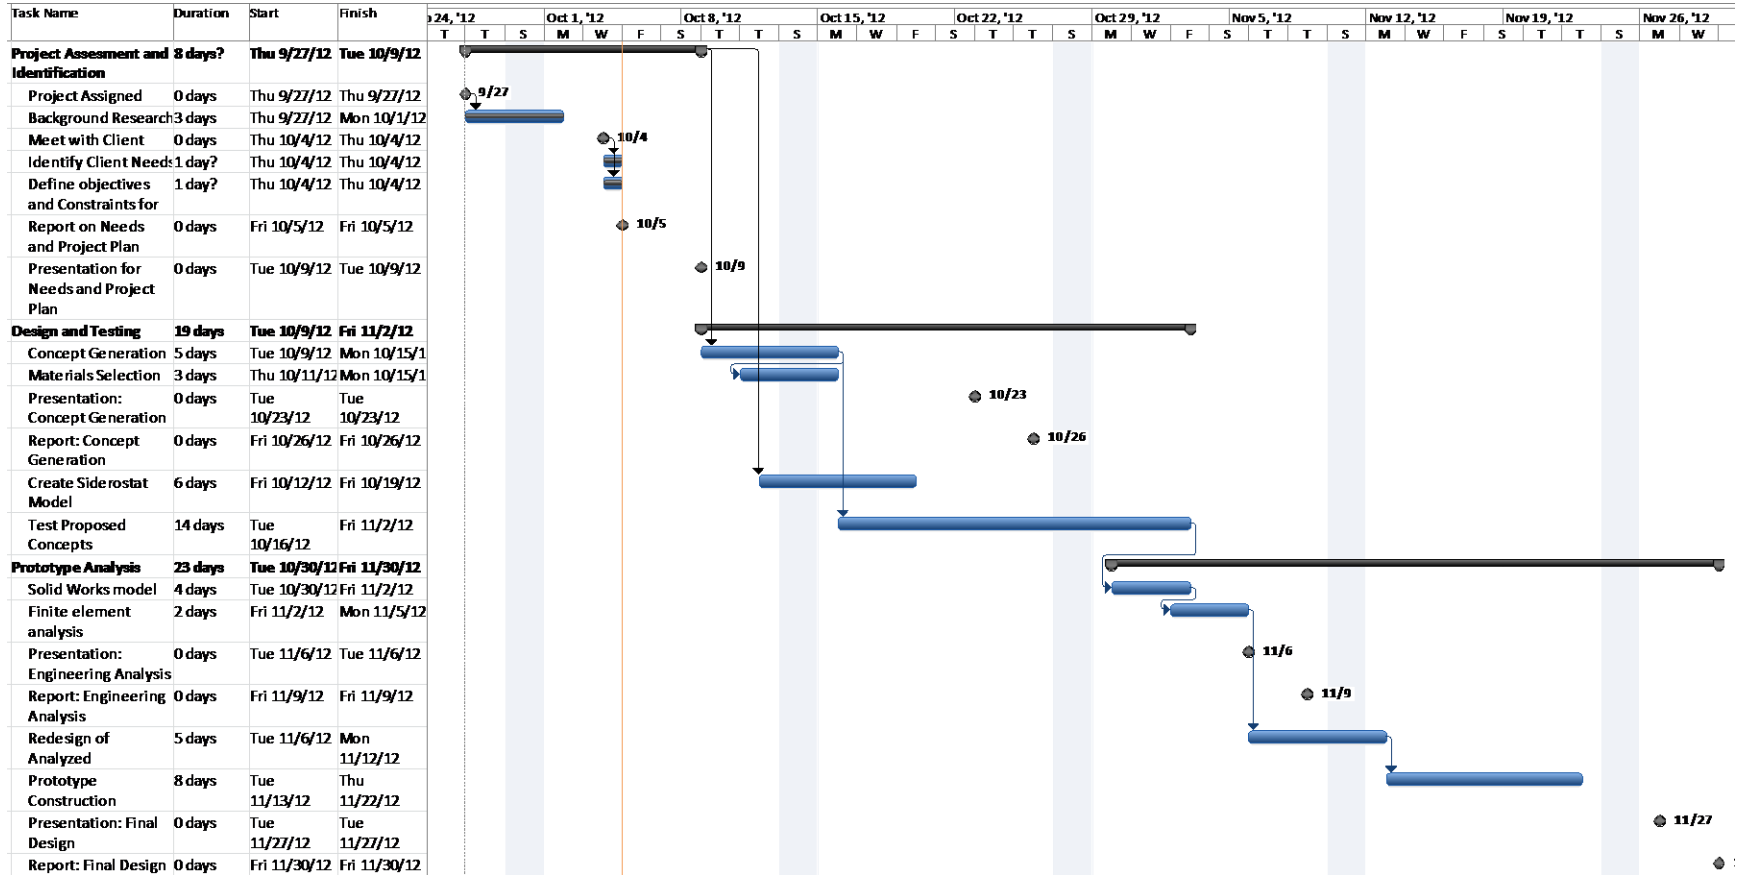 Task Name Duration Start Finish
24, '12 Oct 1, '12 Oct 8, '12 Oct 15, '12 Oct 22, '12 Oct 29, '12 Nov 5, '12 Nov 12, '12 Nov 19, '12 Nov 26, '12
T T S M W F S T T S M W F S T T S M W F S T T S M W F S T T S M W
Project Assesment and 8 days? Thu 9/27/12 Tue 10/9/12
Identification
Project Assigned 0 days Thu 9/27/12 Thu 9/27/12 9/27
Background Research 3 days Thu 9/27/12 Mon 10/1/12
Meet with Client 0 days Thu 10/4/12 Thu 10/4/12 10/4
Identify Client Needs 1 day? Thu 10/4/12 Thu 10/4/12
Define objectives 1 day? Thu 10/4/12 Thu 10/4/12
and Constraints for
Report on Needs 0 days Fri 10/5/12 Fri 10/5/12 10/5
and Project Plan
Presentation for 0 days Tue 10/9/12 Tue 10/9/12 10/9
Needs and Project
Plan
Design and Testing 19 days Tue 10/9/12 Fri 11/2/12
Concept Generation 5 days Tue 10/9/12 Mon 10/15/1
Materials Selection 3 days Thu 10/11/12 Mon 10/15/1
Presentation: 0 days Tue Tue 10/23
Concept Generation 10/23/12 10/23/12
Report: Concept 0 days Fri 10/26/12 Fri 10/26/12 10/26
Generation
Create Siderostat 6 days Fri 10/12/12 Fri 10/19/12
Model
Test Proposed 14 days Tue Fri 11/2/12
Concepts 10/16/12
Prototype Analysis 23 days Tue 10/30/12 Fri 11/30/12
Solid Works model 4 days Tue 10/30/12 Fri 11/2/12
Finite element 2 days Fri 11/2/12 Mon 11/5/12
analysis
Presentation: 0 days Tue 11/6/12 Tue 11/6/12 11/6
Engineering Analysis
Report: Engineering 0 days Fri 11/9/12 Fri 11/9/12 11/9
Analysis
Redesign of 5 days Tue 11/6/12 Mon
Analyzed 11/12/12
Prototype 8 days Tue Thu
Construction 11/13/12 11/22/12
Presentation: Final 0 days Tue Tue 11/27
Design 11/27/12 11/27/12
Report: Final Design 0 days Fri 11/30/12 Fri 11/30/12